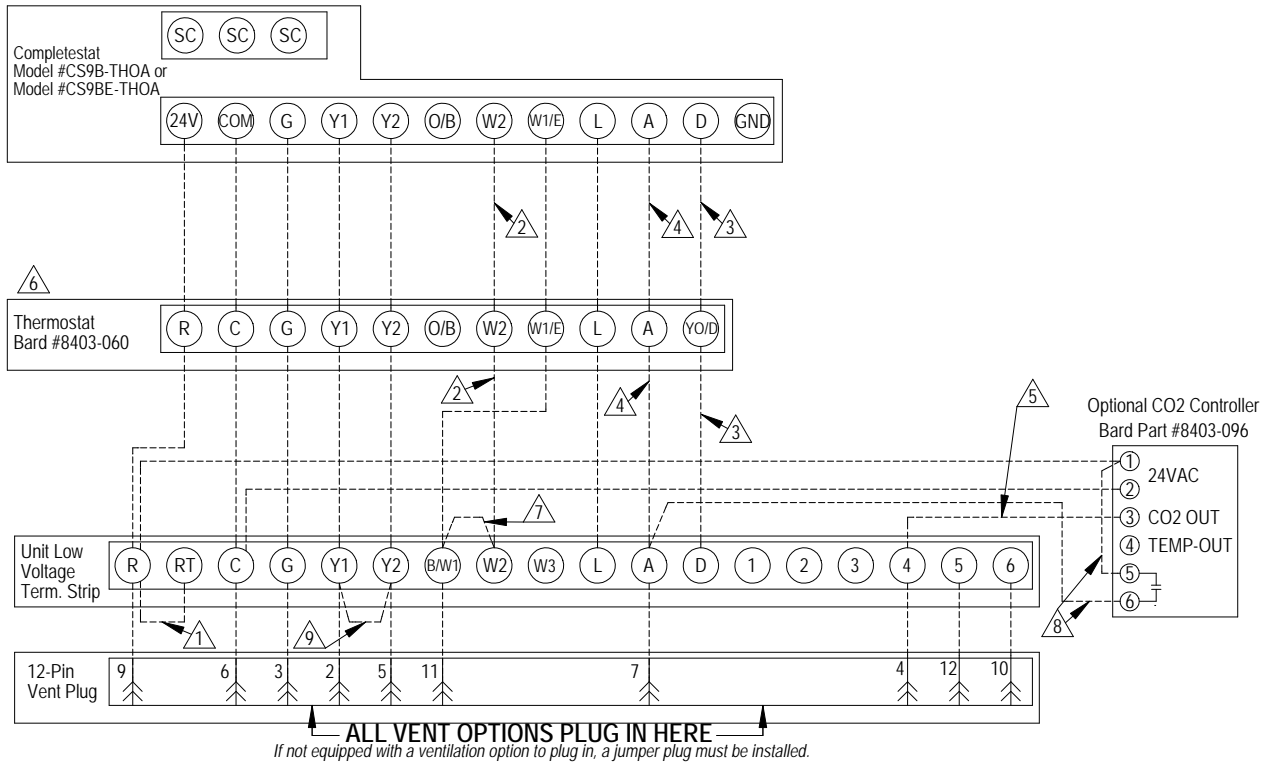 SC SC SC
Completestat
Model #CS9B-THOA or
Model #CS9BE-THOA
24V COM G Y1 Y2 O/B W2 W1/E L A D GND
2 4 3
6
Thermostat
Bard #8403-060
R C G Y1 Y2 O/B W2 W1/E L A YO/D
2 4 3 5
Optional CO2 Controller
Bard Part #8403-096
1 24VAC
2
3 CO2 OUT
4 TEMP-OUT
5
6
7
8
Unit Low
Voltage
Term. Strip
R RT C G Y1 Y2 B/W1 W2 W3 L A D 1 2 3 4 5 6
1 9
12-Pin
Vent Plug
9 6 3 2 5 11 7 4 12 10
ALL VENT OPTIONS PLUG IN HERE
If not equipped with a ventilation option to plug in, a jumper plug must be installed.